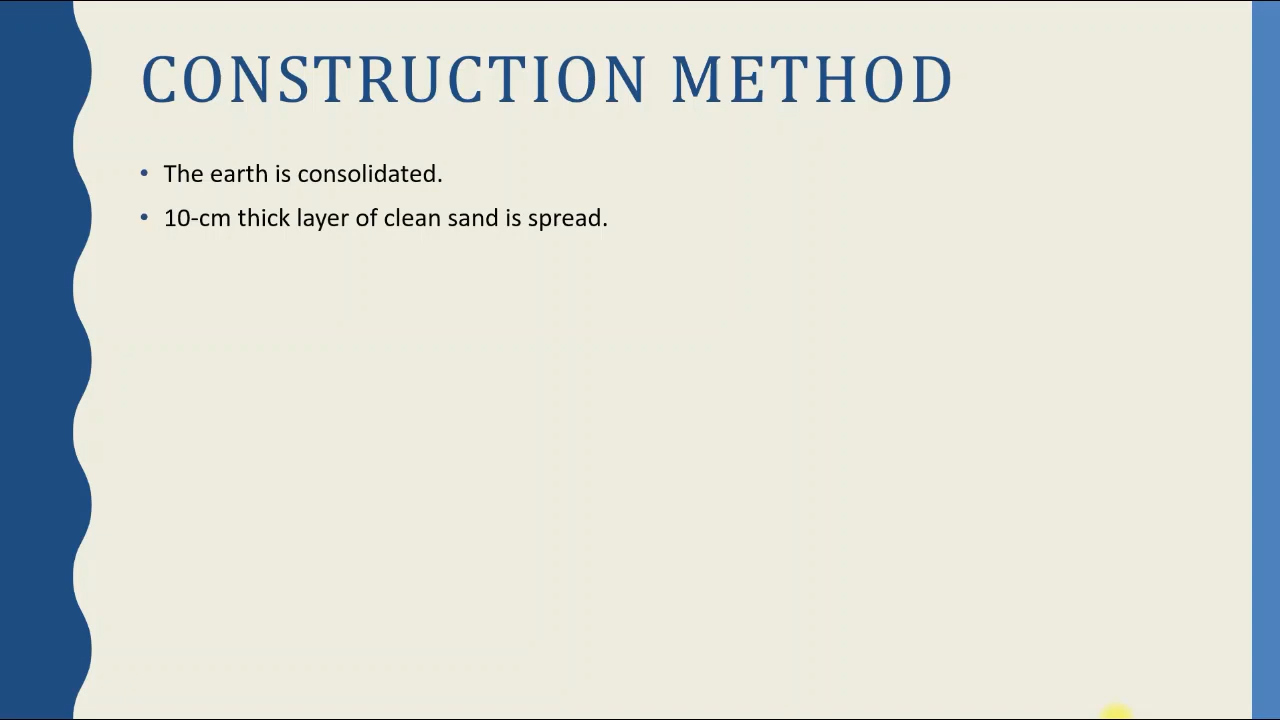 CONSTRUCTION METHOD
• The earth is consolidated.
• 10-cm thick layer of clean sand is spread.